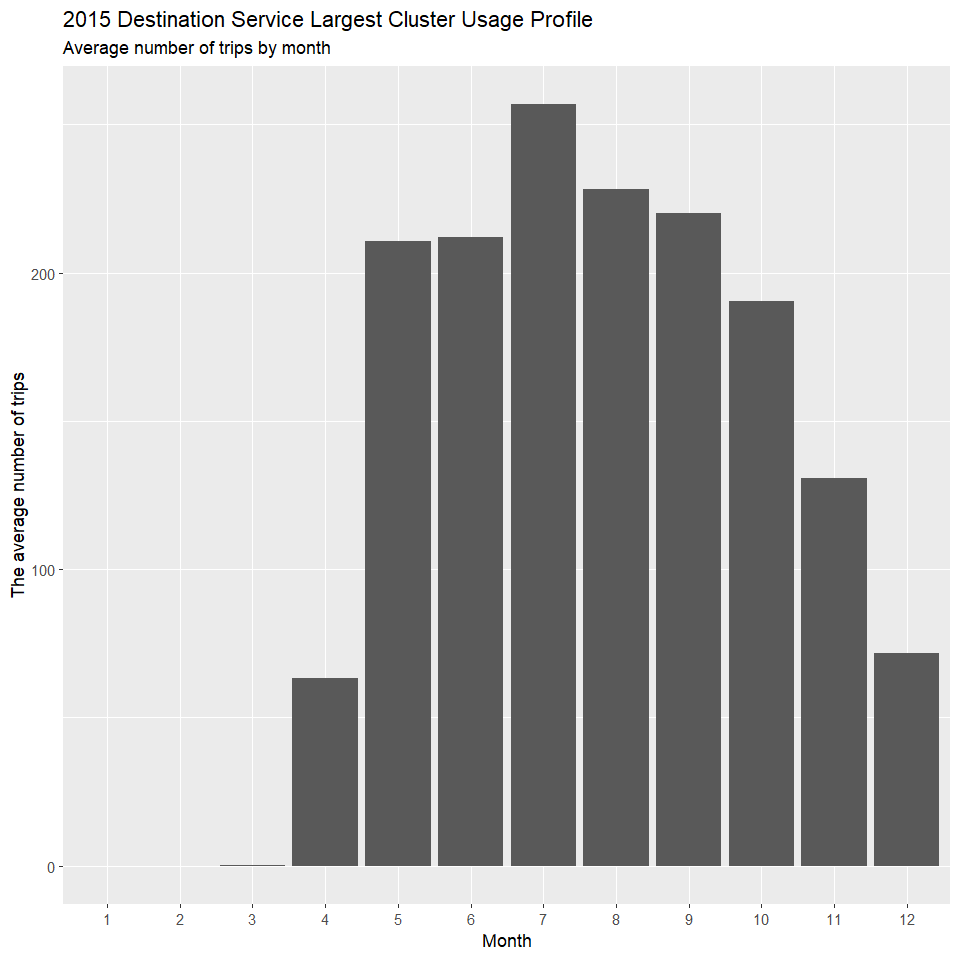 2015 Destination Service Largest Cluster Usage Profile
Average number of trips by month
The average number of trips
200
100
0
1 2 3 4 5 6 7 8 9 10 11 12
Month